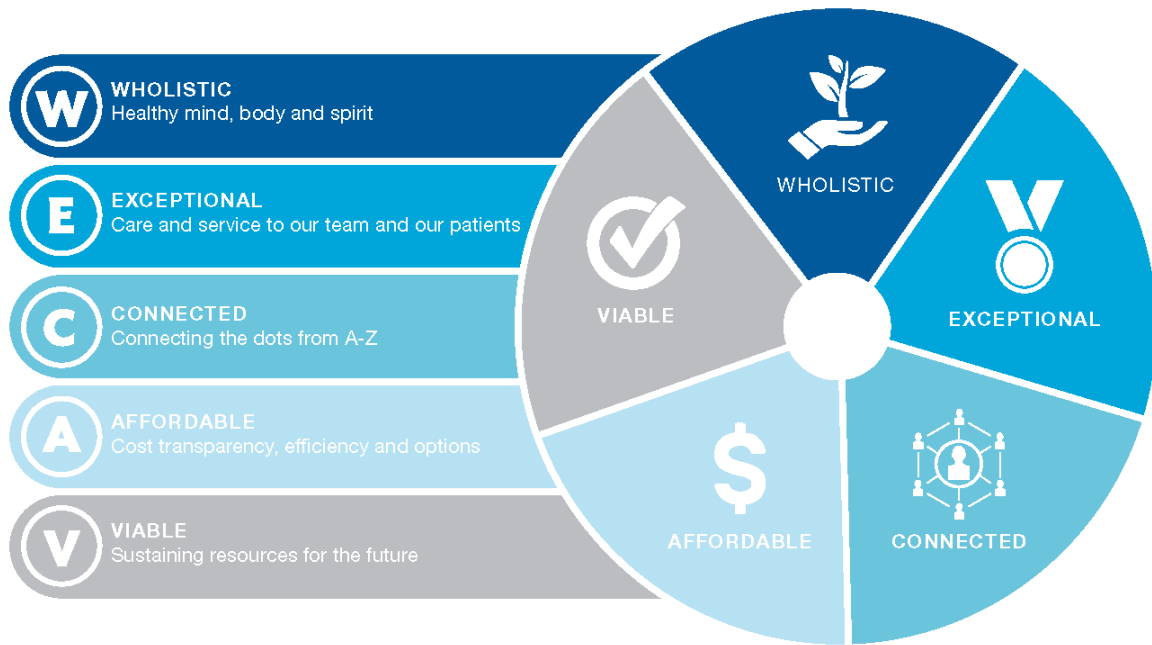 W
WHOLISTIC
Healthy mind, body and spirit
E
EXCEPTIONAL
Care and service to our team and our patients
C
CONNECTED
Connecting the dots from A-Z
A
AFFORDABLE
Cost transparency, efficiency and options
V
VIABLE
Sustaining resources for the future
WHOLISTIC
EXCEPTIONAL
CONNECTED
$
AFFORDABLE
VIABLE